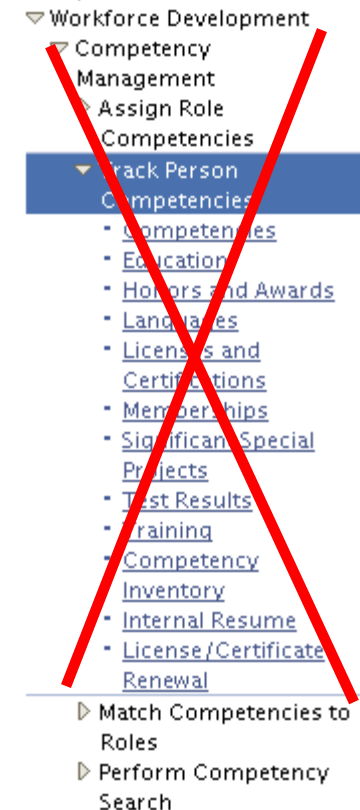 Workforce Development
Competency
Management
Assign Role
Competencies
Track Person
Competencies
Competencies
Education
Honors and Awards
Languages
Licenses and
Certifications
Memberships
Significant Special
Projects
Test Results
Training
Competency
Inventory
Internal Resume
License/Certificate
Renewal
Match Competencies to
Roles
Perform Competency
Search